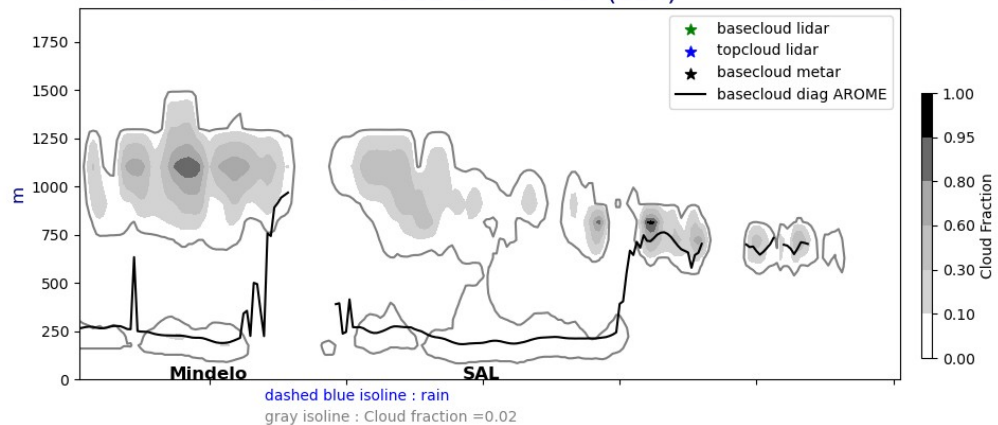 1750
1500
1250
1000
750
500
250
0
m
basecloud lidar
topcloud lidar
basecloud metar
basecloud diag AROME
Mindelo
SAL
1.00
0.95
0.80
0.60
0.30
0.10
0.00
Cloud Fraction
dashed blue isoline : rain
gray isoline : Cloud fraction =0.02